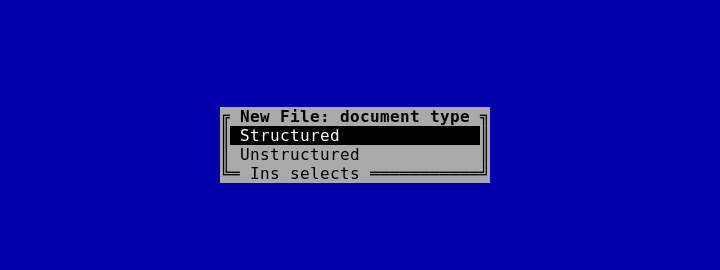 New File: document type
Structured
Unstructured
Ins selects